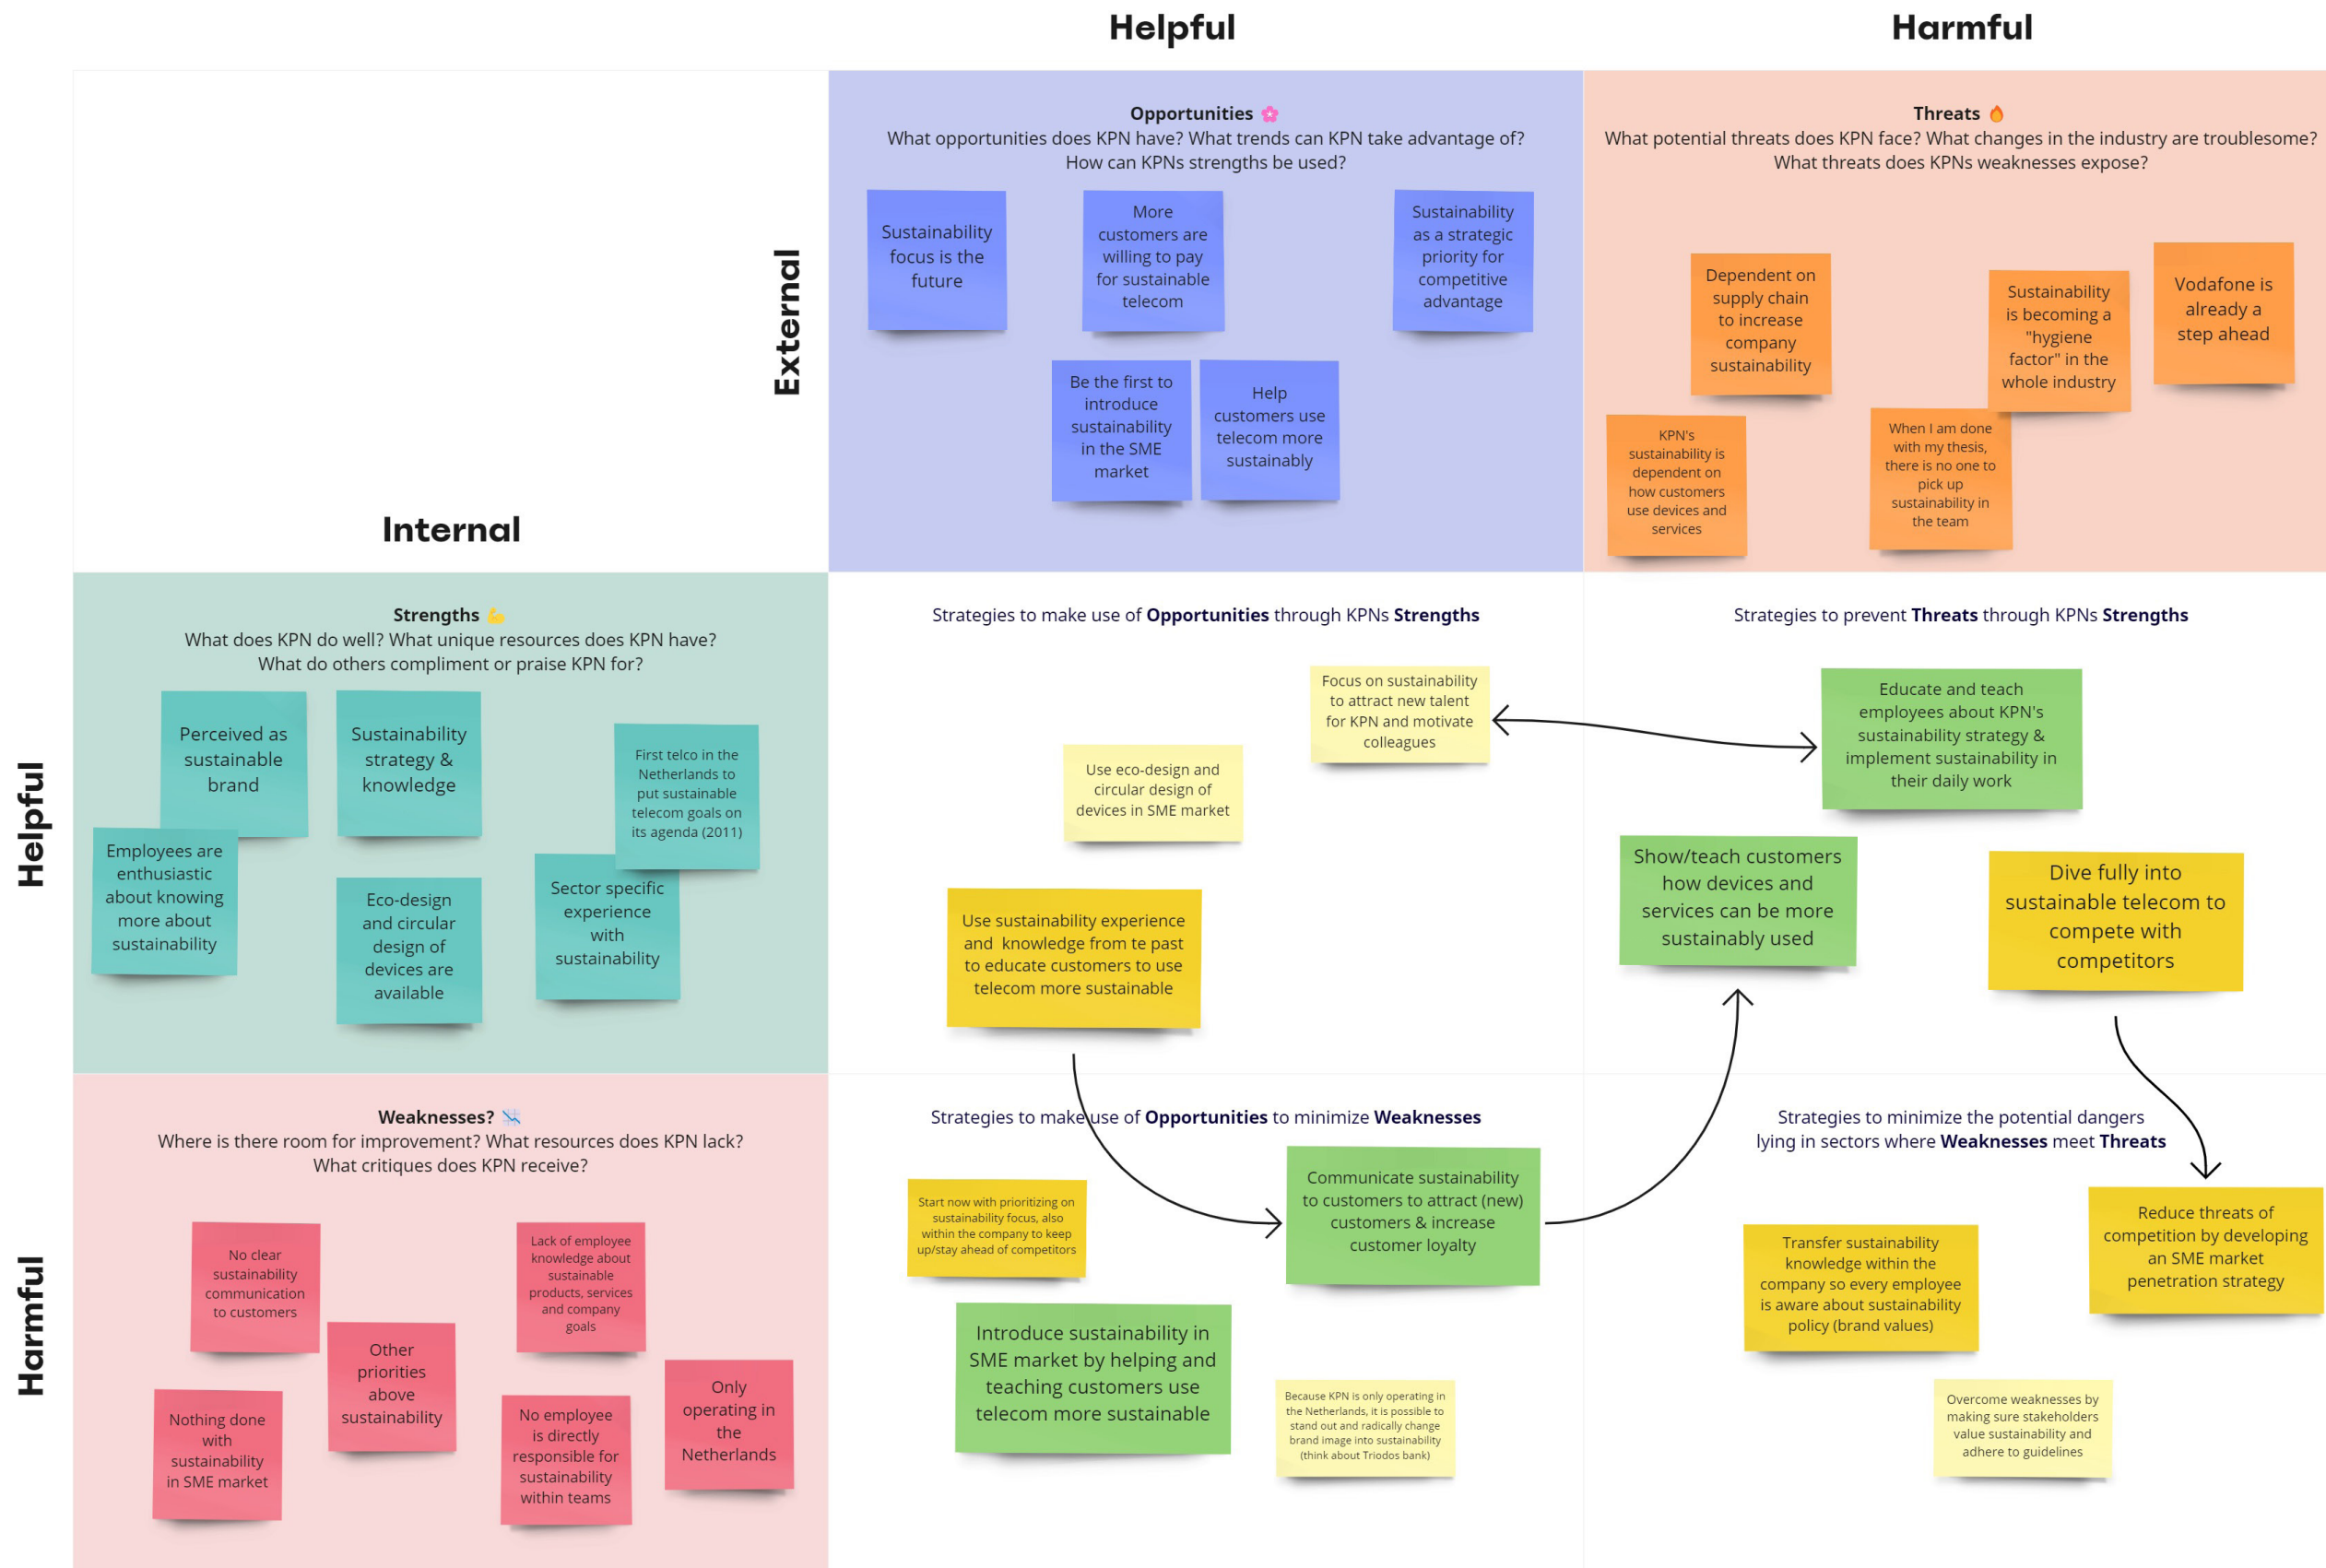 Helpful
Harmful
External
Internal
Helpful
Harmful
Opportunities 🌸
What opportunities does KPN have? What trends can KPN take advantage of?
How can KPNs strengths be used?
Sustainability
focus is the
future
More
customers are
willing to pay
for sustainable
telecom
Sustainability
as a strategic
priority for
competitive
advantage
Be the first to
introduce
sustainability
in the SME
market
Help
customers use
telecom more
sustainably
Threats 🔥
What potential threats does KPN face? What changes in the industry are troublesome?
What threats does KPNs weaknesses expose?
Dependent on
supply chain
to increase
company
sustainability
Sustainability
is becoming a
"hygiene
factor" in the
whole industry
Vodafone is
already a
step ahead
KPN's
sustainability is
dependent on
how customers
use devices and
services
When I am done
with my thesis,
there is no one to
pick up
sustainability in
the team
Strengths 💪
What does KPN do well? What unique resources does KPN have?
What do others compliment or praise KPN for?
Perceived as
sustainable
brand
Sustainability
strategy &
knowledge
First telco in the
Netherlands to
put sustainable
telecom goals on
its agenda (2011)
Employees are
enthusiastic
about knowing
more about
sustainability
Eco-design
and circular
design of
devices are
available
Sector specific
experience
with
sustainability
Strategies to make use of Opportunities through KPNs Strengths
Focus on sustainability
to attract new talent
for KPN and motivate
colleagues
Use eco-design and
circular design of
devices in SME market
Use sustainability experience
and knowledge from te past
to educate customers to use
telecom more sustainable
Strategies to prevent Threats through KPNs Strengths
Educate and teach
employees about KPN's
sustainability strategy &
implement sustainability in
their daily work
Show/teach customers
how devices and
services can be more
sustainably used
Dive fully into
sustainable telecom to
compete with
competitors
Weaknesses? 📉
Where is there room for improvement? What resources does KPN lack?
What critiques does KPN receive?
No clear
sustainability
communication
to customers
Lack of employee
knowledge about
sustainable
products, services
and company
goals
Other
priorities
above
sustainability
Only
operating in
the
Netherlands
Nothing done
with
sustainability
in SME market
No employee
is directly
responsible for
sustainability
within teams
Strategies to make use of Opportunities to minimize Weaknesses
Start now with prioritizing on
sustainability focus, also
within the company to keep
up/stay ahead of competitors
Communicate sustainability
to customers to attract (new)
customers & increase
customer loyalty
Introduce sustainability in
SME market by helping and
teaching customers use
telecom more sustainable
Because KPN is only operating in
the Netherlands, it is possible to
stand out and radically change
brand image into sustainability
(think about Triodos bank)
Strategies to minimize the potential dangers
lying in sectors where Weaknesses meet Threats
Transfer sustainability
knowledge within the
company so every employee
is aware about sustainability
policy (brand values)
Reduce threats of
competition by developing
an SME market
penetration strategy
Overcome weaknesses by
making sure stakeholders
value sustainability and
adhere to guidelines